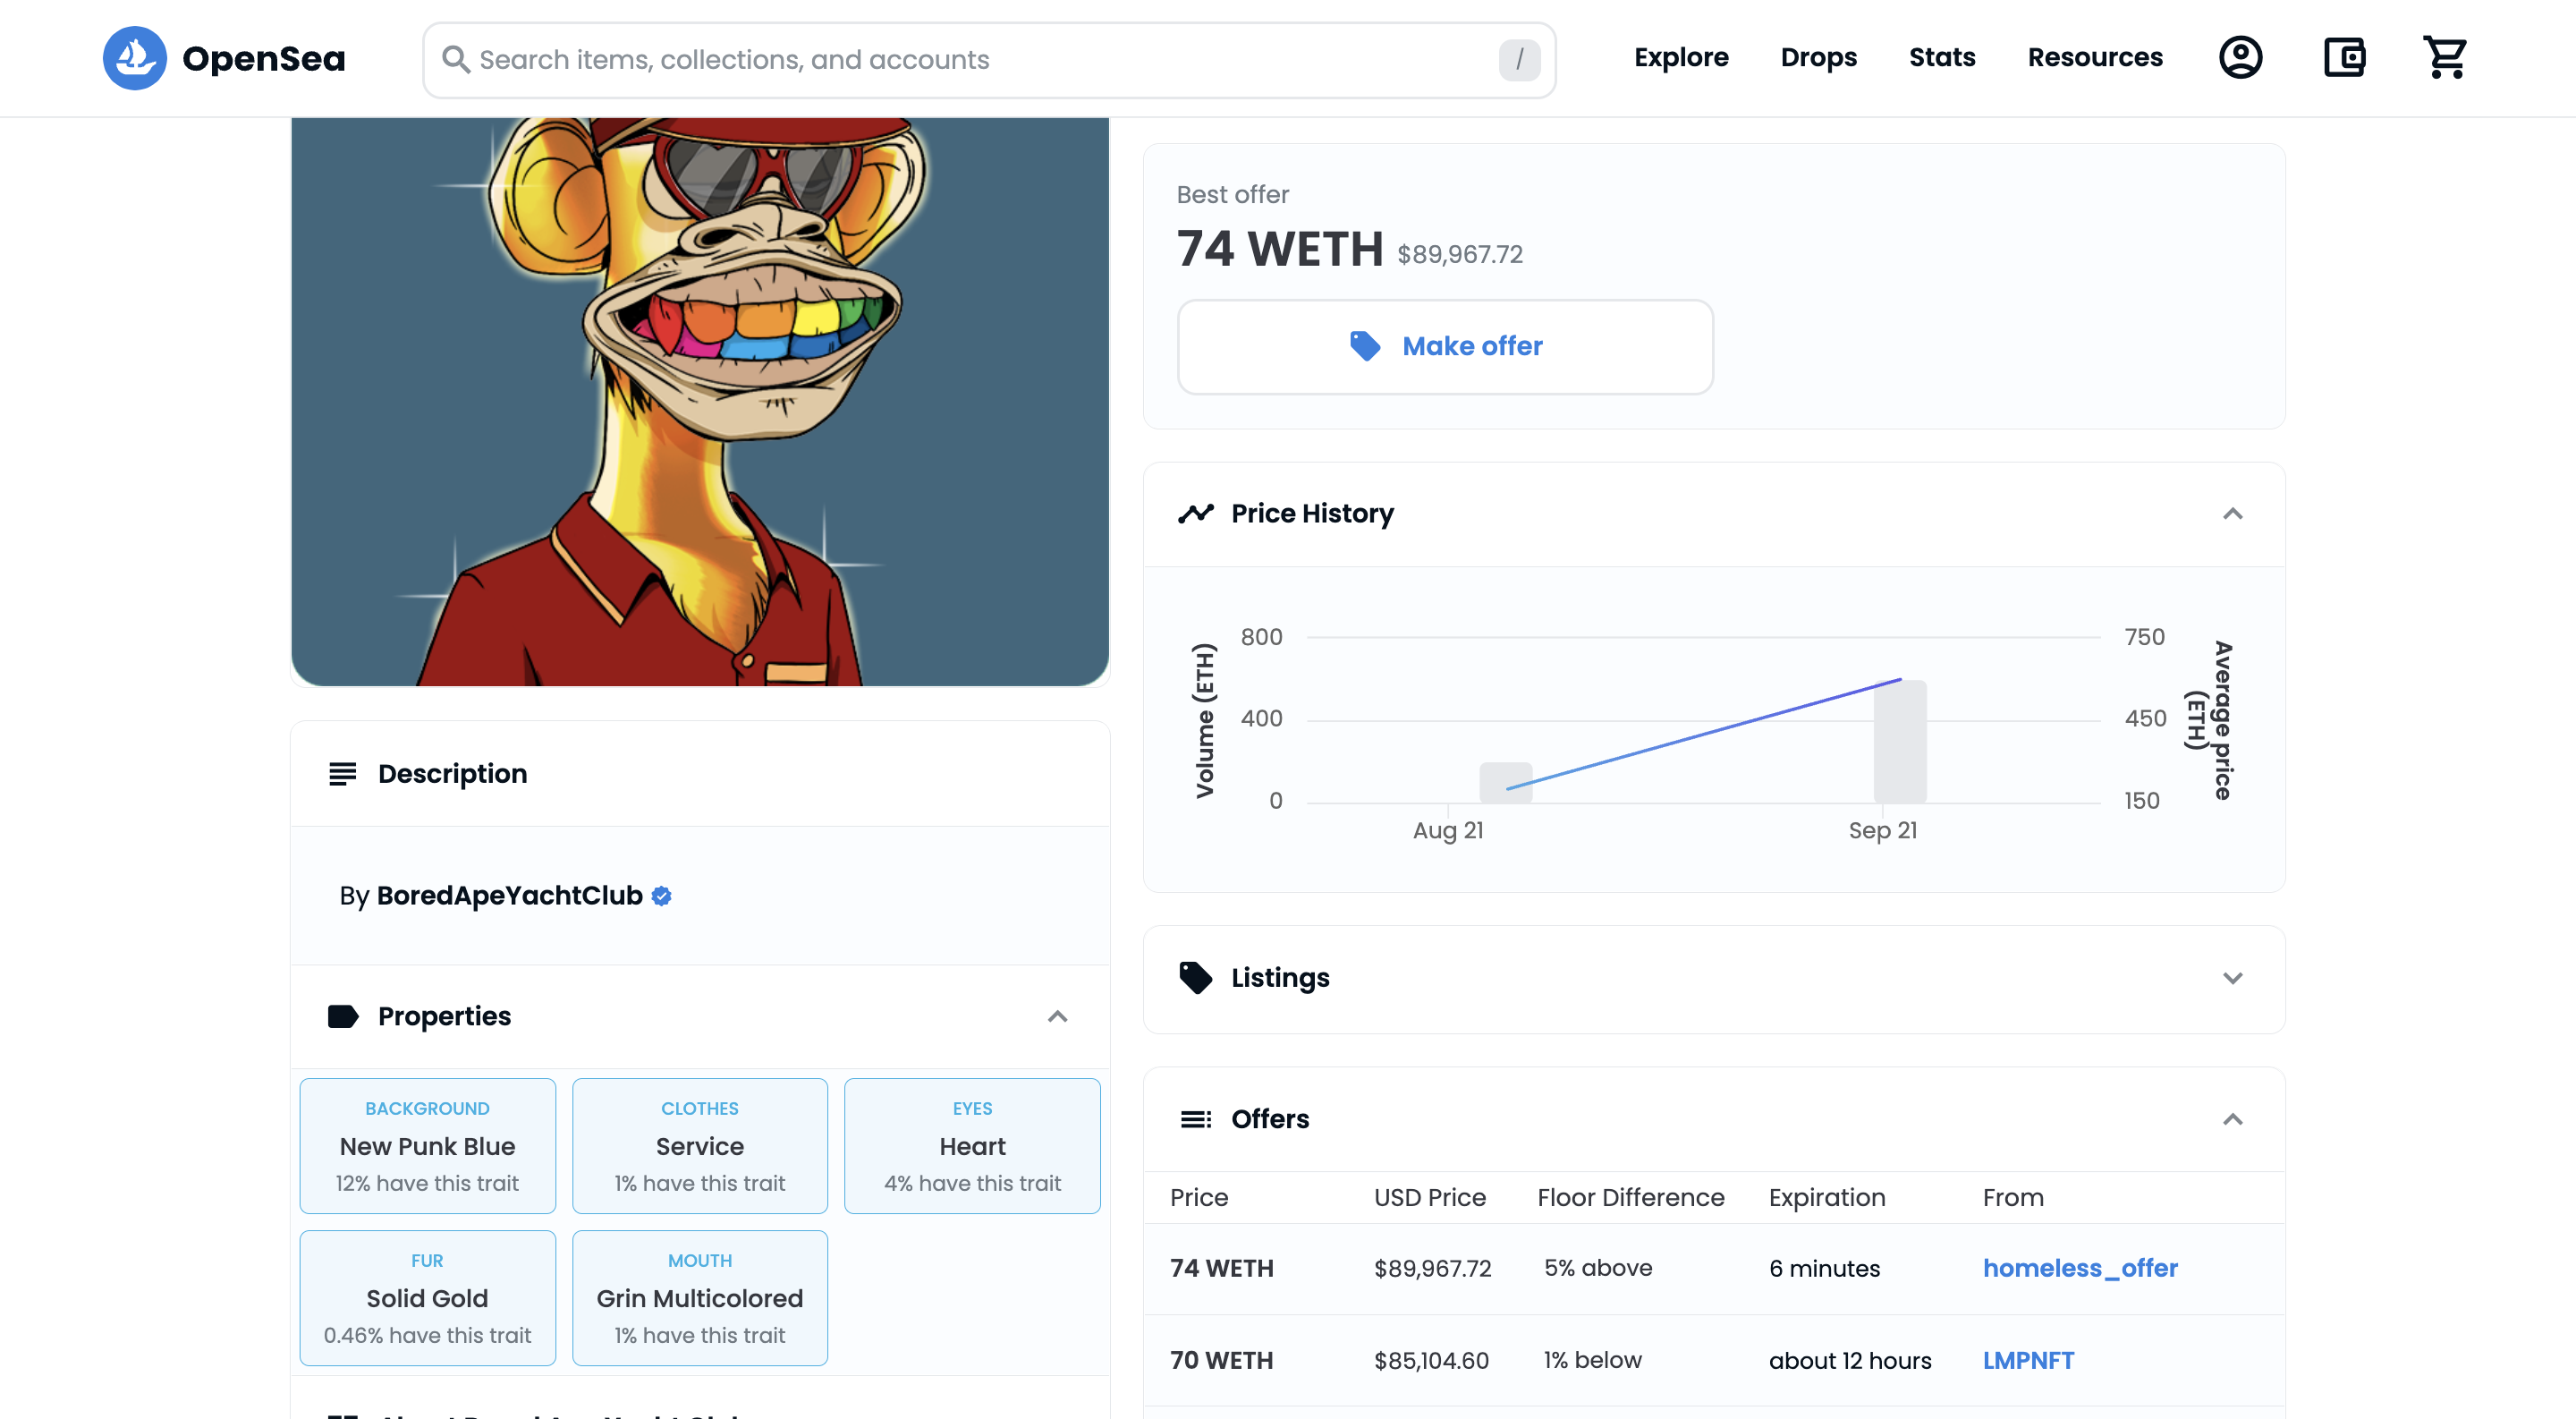 OpenSea
Search items, collections, and accounts
/
Explore
Drops
Stats
Resources
Best offer
74 WETH $89,967.72
Make offer
Price History
Volume (ETH)
800
400
0
750
450
150
Average price
(ETH)
Aug 21
Sep 21
Listings
Offers
Price USD Price Floor Difference Expiration From
74 WETH $89,967.72 5% above 6 minutes homeless_offer
70 WETH $85,104.60 1% below about 12 hours LMPNFT
Description
By BoredApeYachtClub
Properties
BACKGROUND
New Punk Blue
12% have this trait
CLOTHES
Service
1% have this trait
EYES
Heart
4% have this trait
FUR
Solid Gold
0.46% have this trait
MOUTH
Grin Multicolored
1% have this trait